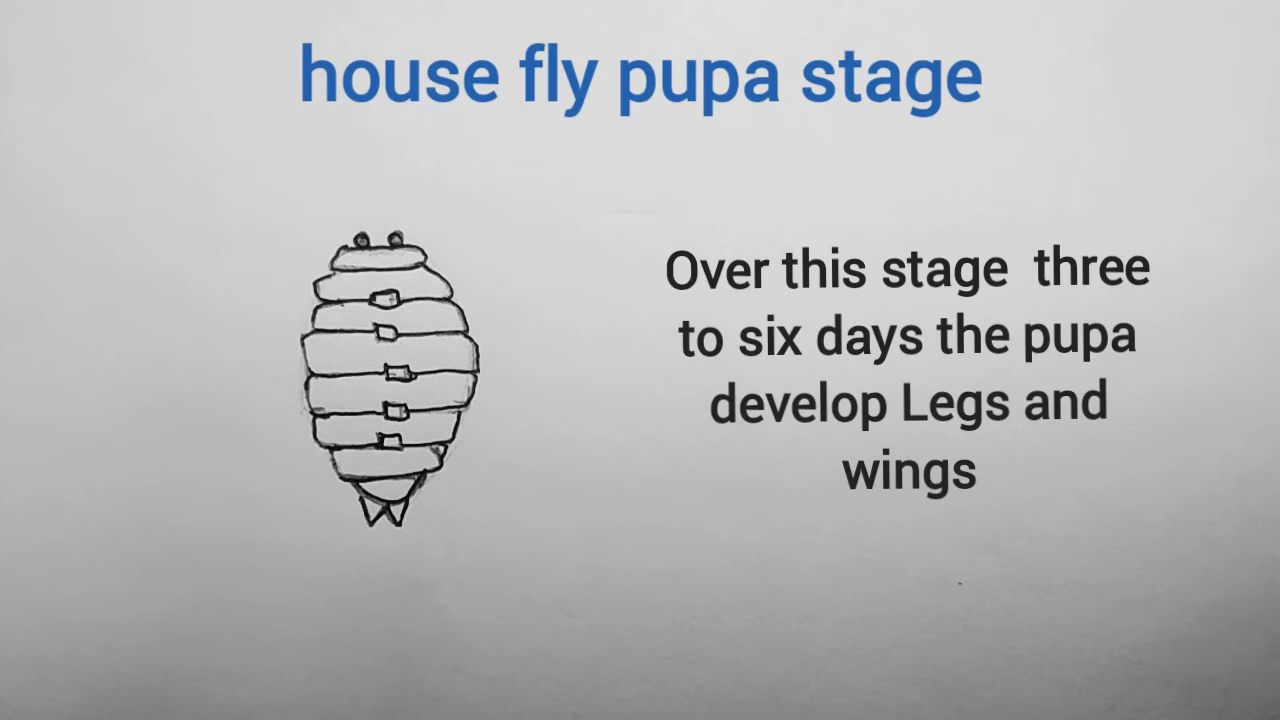 house fly pupa stage
Over this stage  three
to six days the pupa
develop Legs and
wings